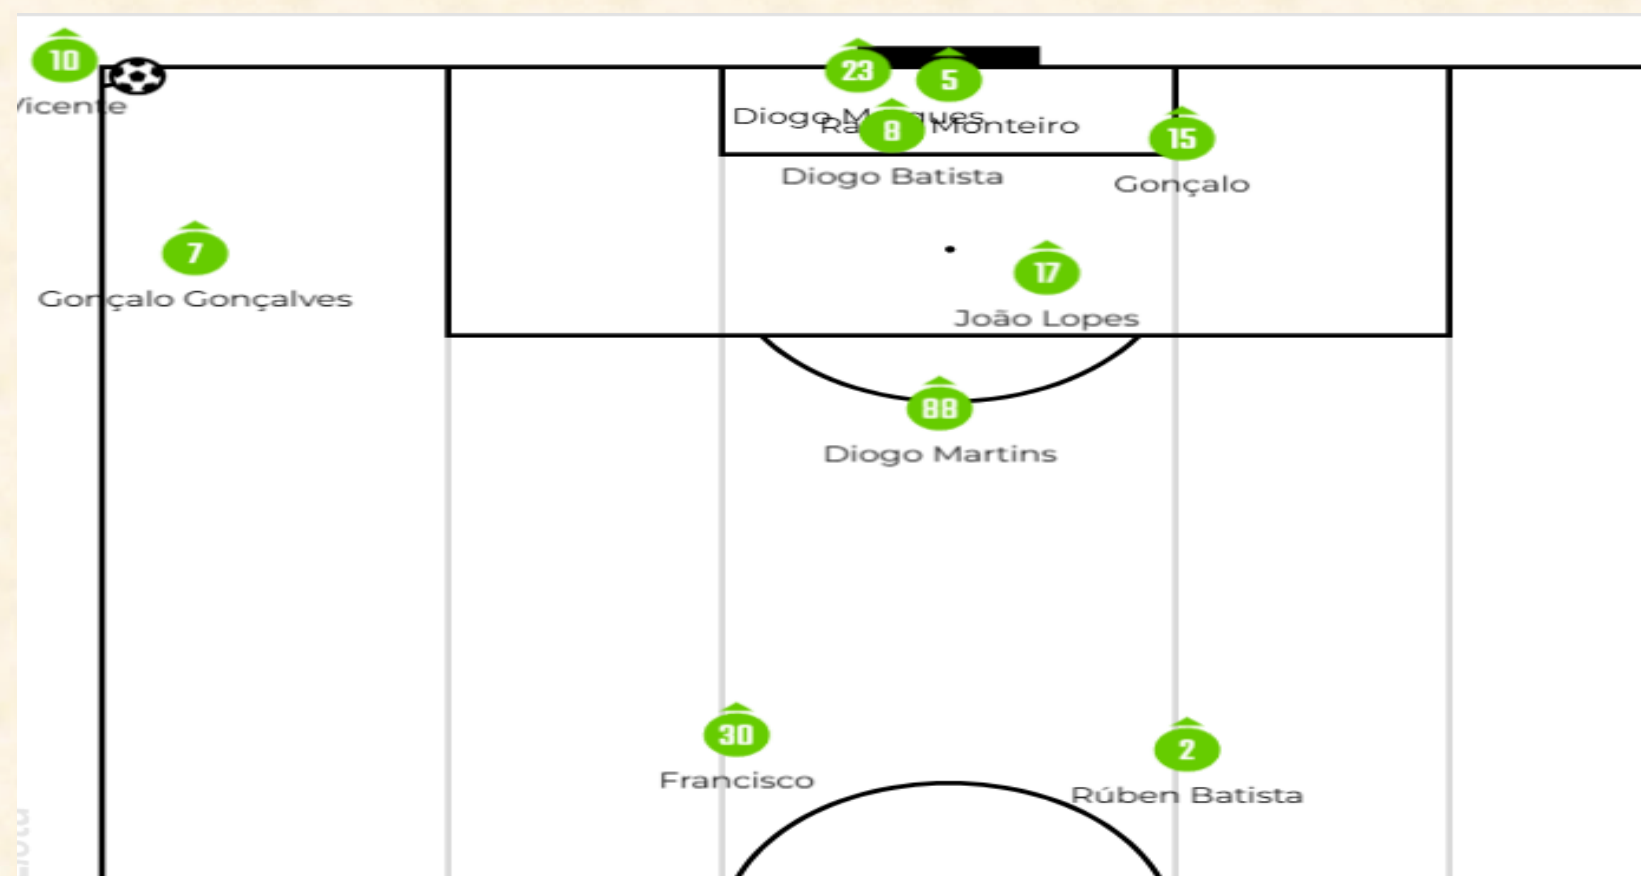 10
23
5
Diogo Marques
8
Monteiro
15
Diogo Batista
Gonçalo
7
Gonçalo Gonçalves
17
João Lopes
88
Diogo Martins
30
Francisco
2
Rúben Batista